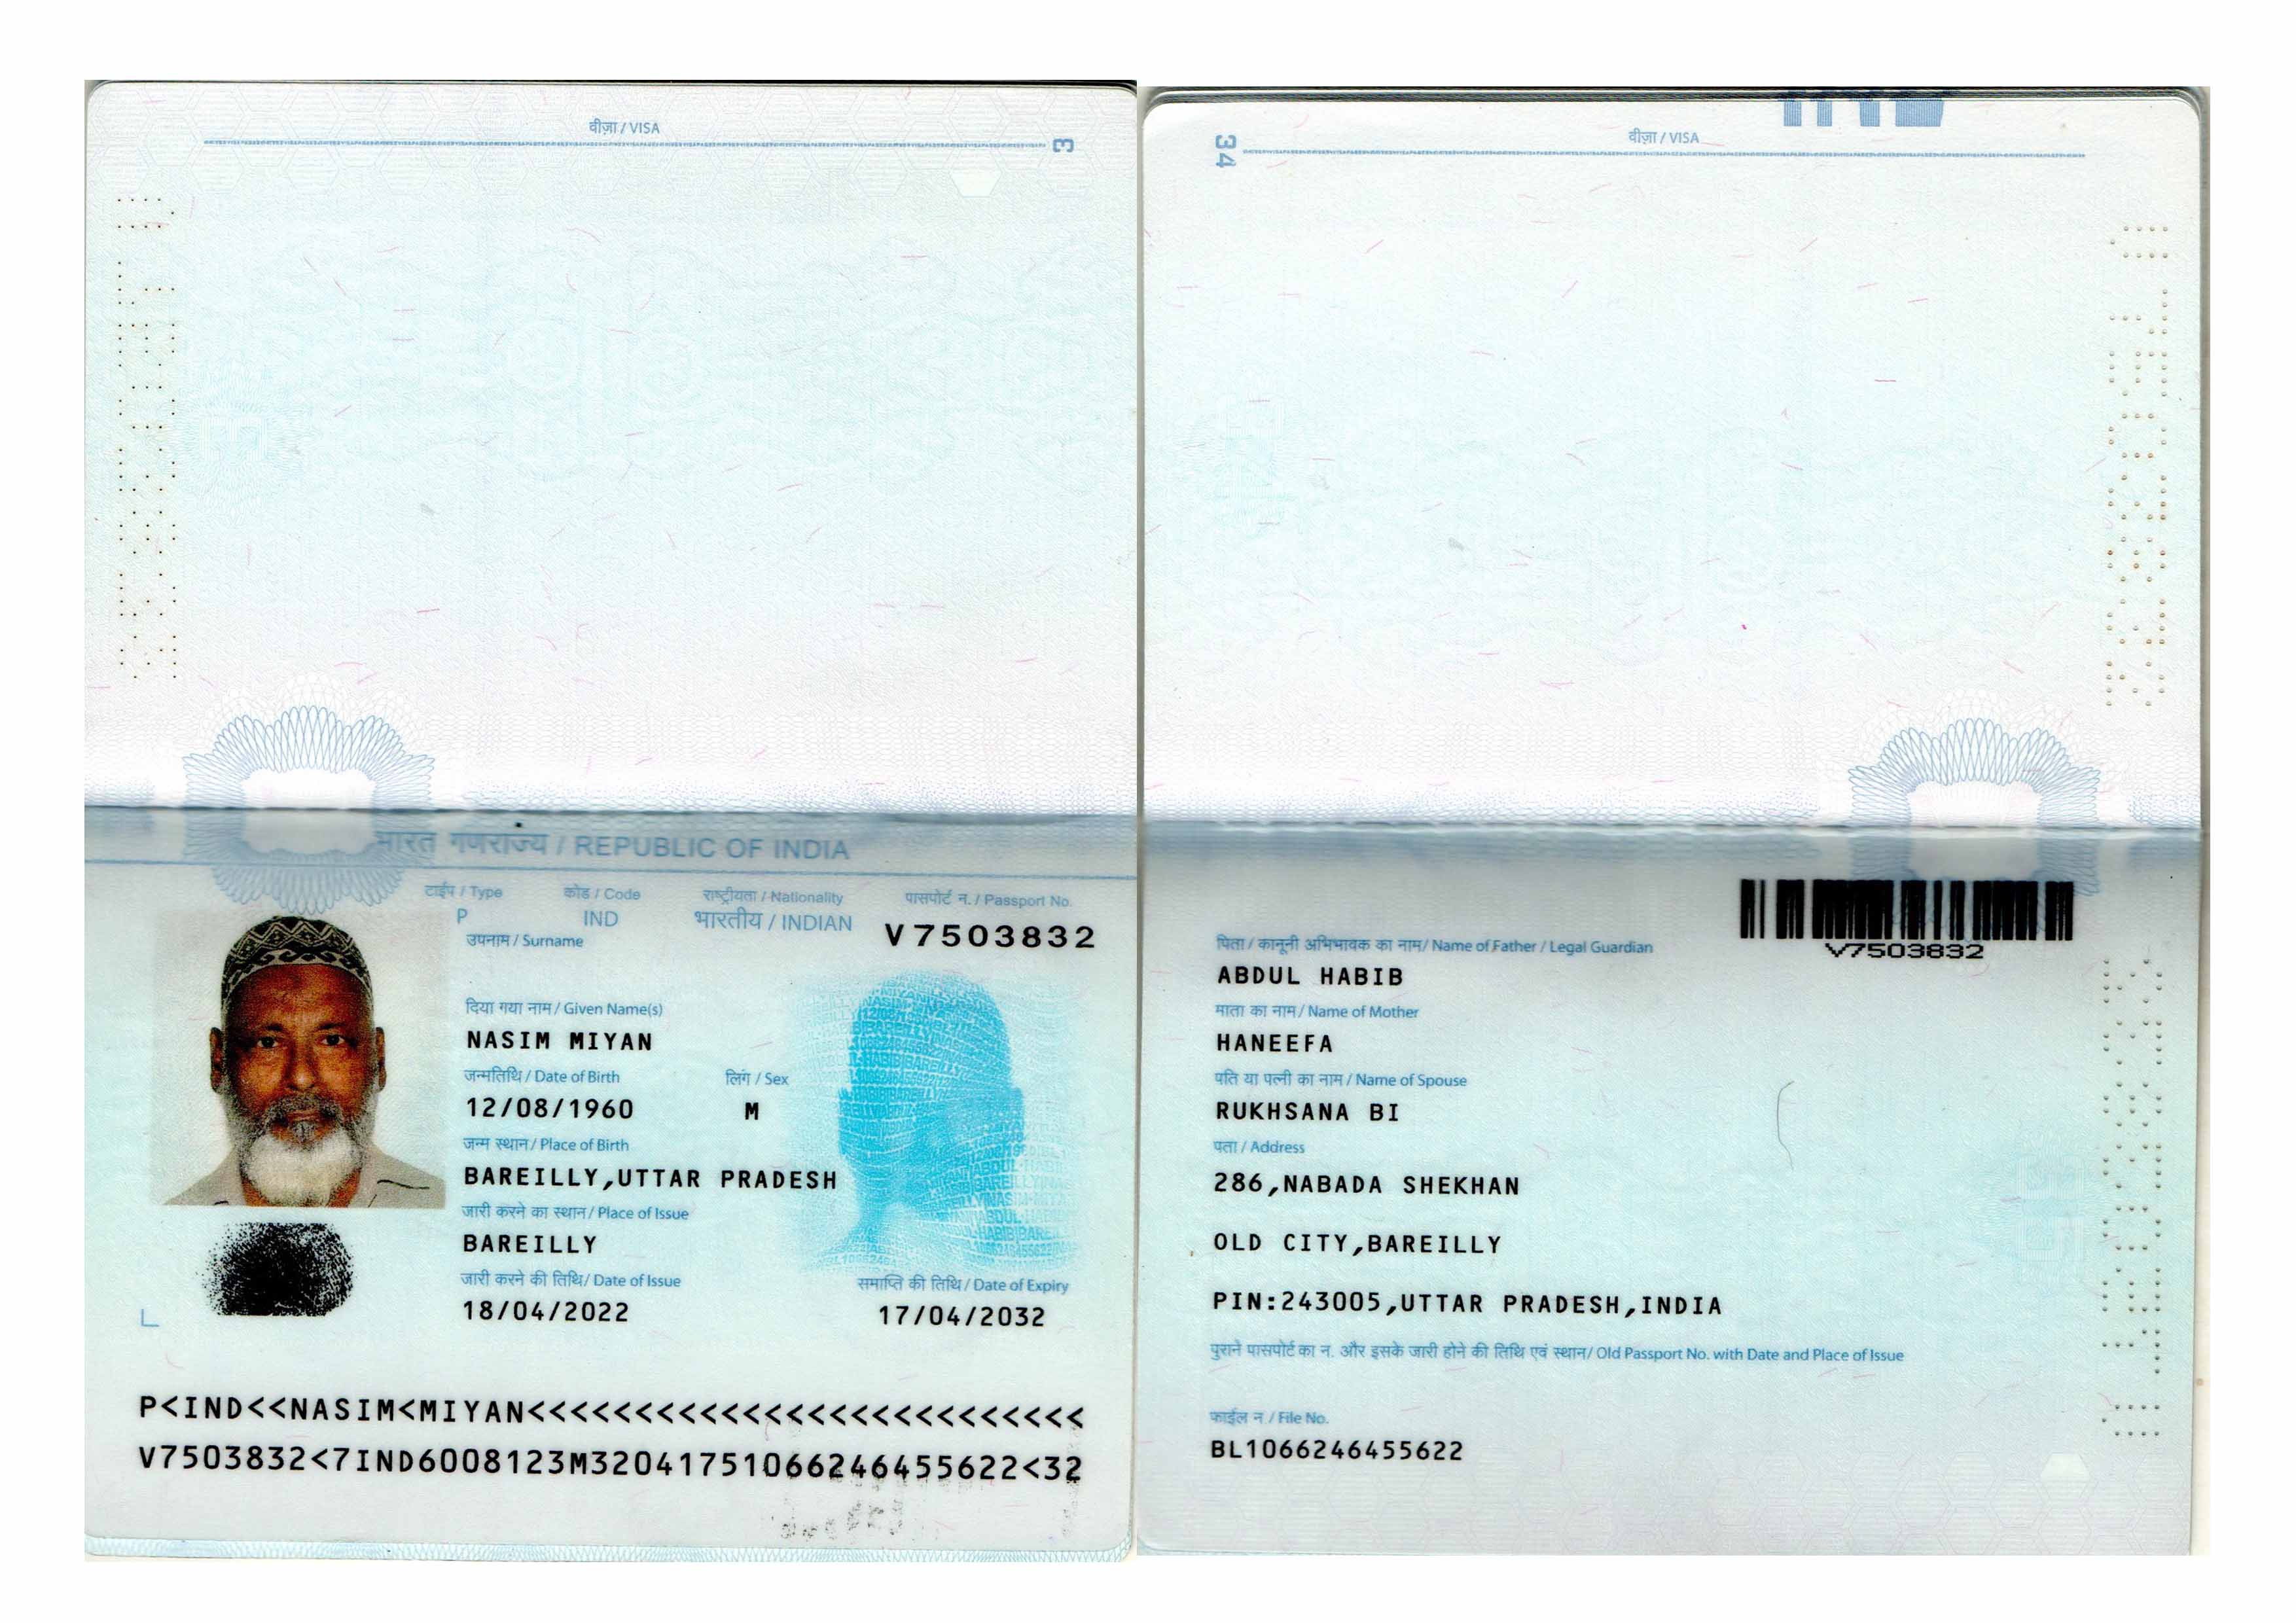 वीज़ा / VISA
3
भारत गणराज्य / REPUBLIC OF INDIA
टाईप / Type कोड / Code राष्ट्रीयता / Nationality पासपोर्ट न. / Passport No.
P IND भारतीय / INDIAN V7503832
उपनाम / Surname
दिया गया नाम / Given Name(s)
NASIM MIYAN
जन्मतिथि / Date of Birth लिंग / Sex
12/08/1960 M
जन्म स्थान / Place of Birth
BAREILLY,UTTAR PRADESH
जारी करने का स्थान / Place of Issue
BAREILLY
जारी करने की तिथि / Date of Issue समाप्ति की तिथि / Date of Expiry
18/04/2022 17/04/2032
P<IND<<NASIM<MIYAN<<<<<<<<<<<<<<<<<<<<<<<<<<
V7503832<7IND6008123M32041751066246455622<32
34
वीज़ा / VISA
V7503832
पिता / कानूनी अभिभावक का नाम / Name of Father / Legal Guardian
ABDUL HABIB
माता का नाम / Name of Mother
HANEEFA
पति या पत्नी का नाम / Name of Spouse
RUKHSANA BI
पता / Address
286,NABADA SHEKHAN
OLD CITY,BAREILLY
PIN:243005,UTTAR PRADESH,INDIA
पुराने पासपोर्ट का न. और इसके जारी होने की तिथि एवं स्थान / Old Passport No. with Date and Place of Issue
फाईल न / File No.
BL1066246455622